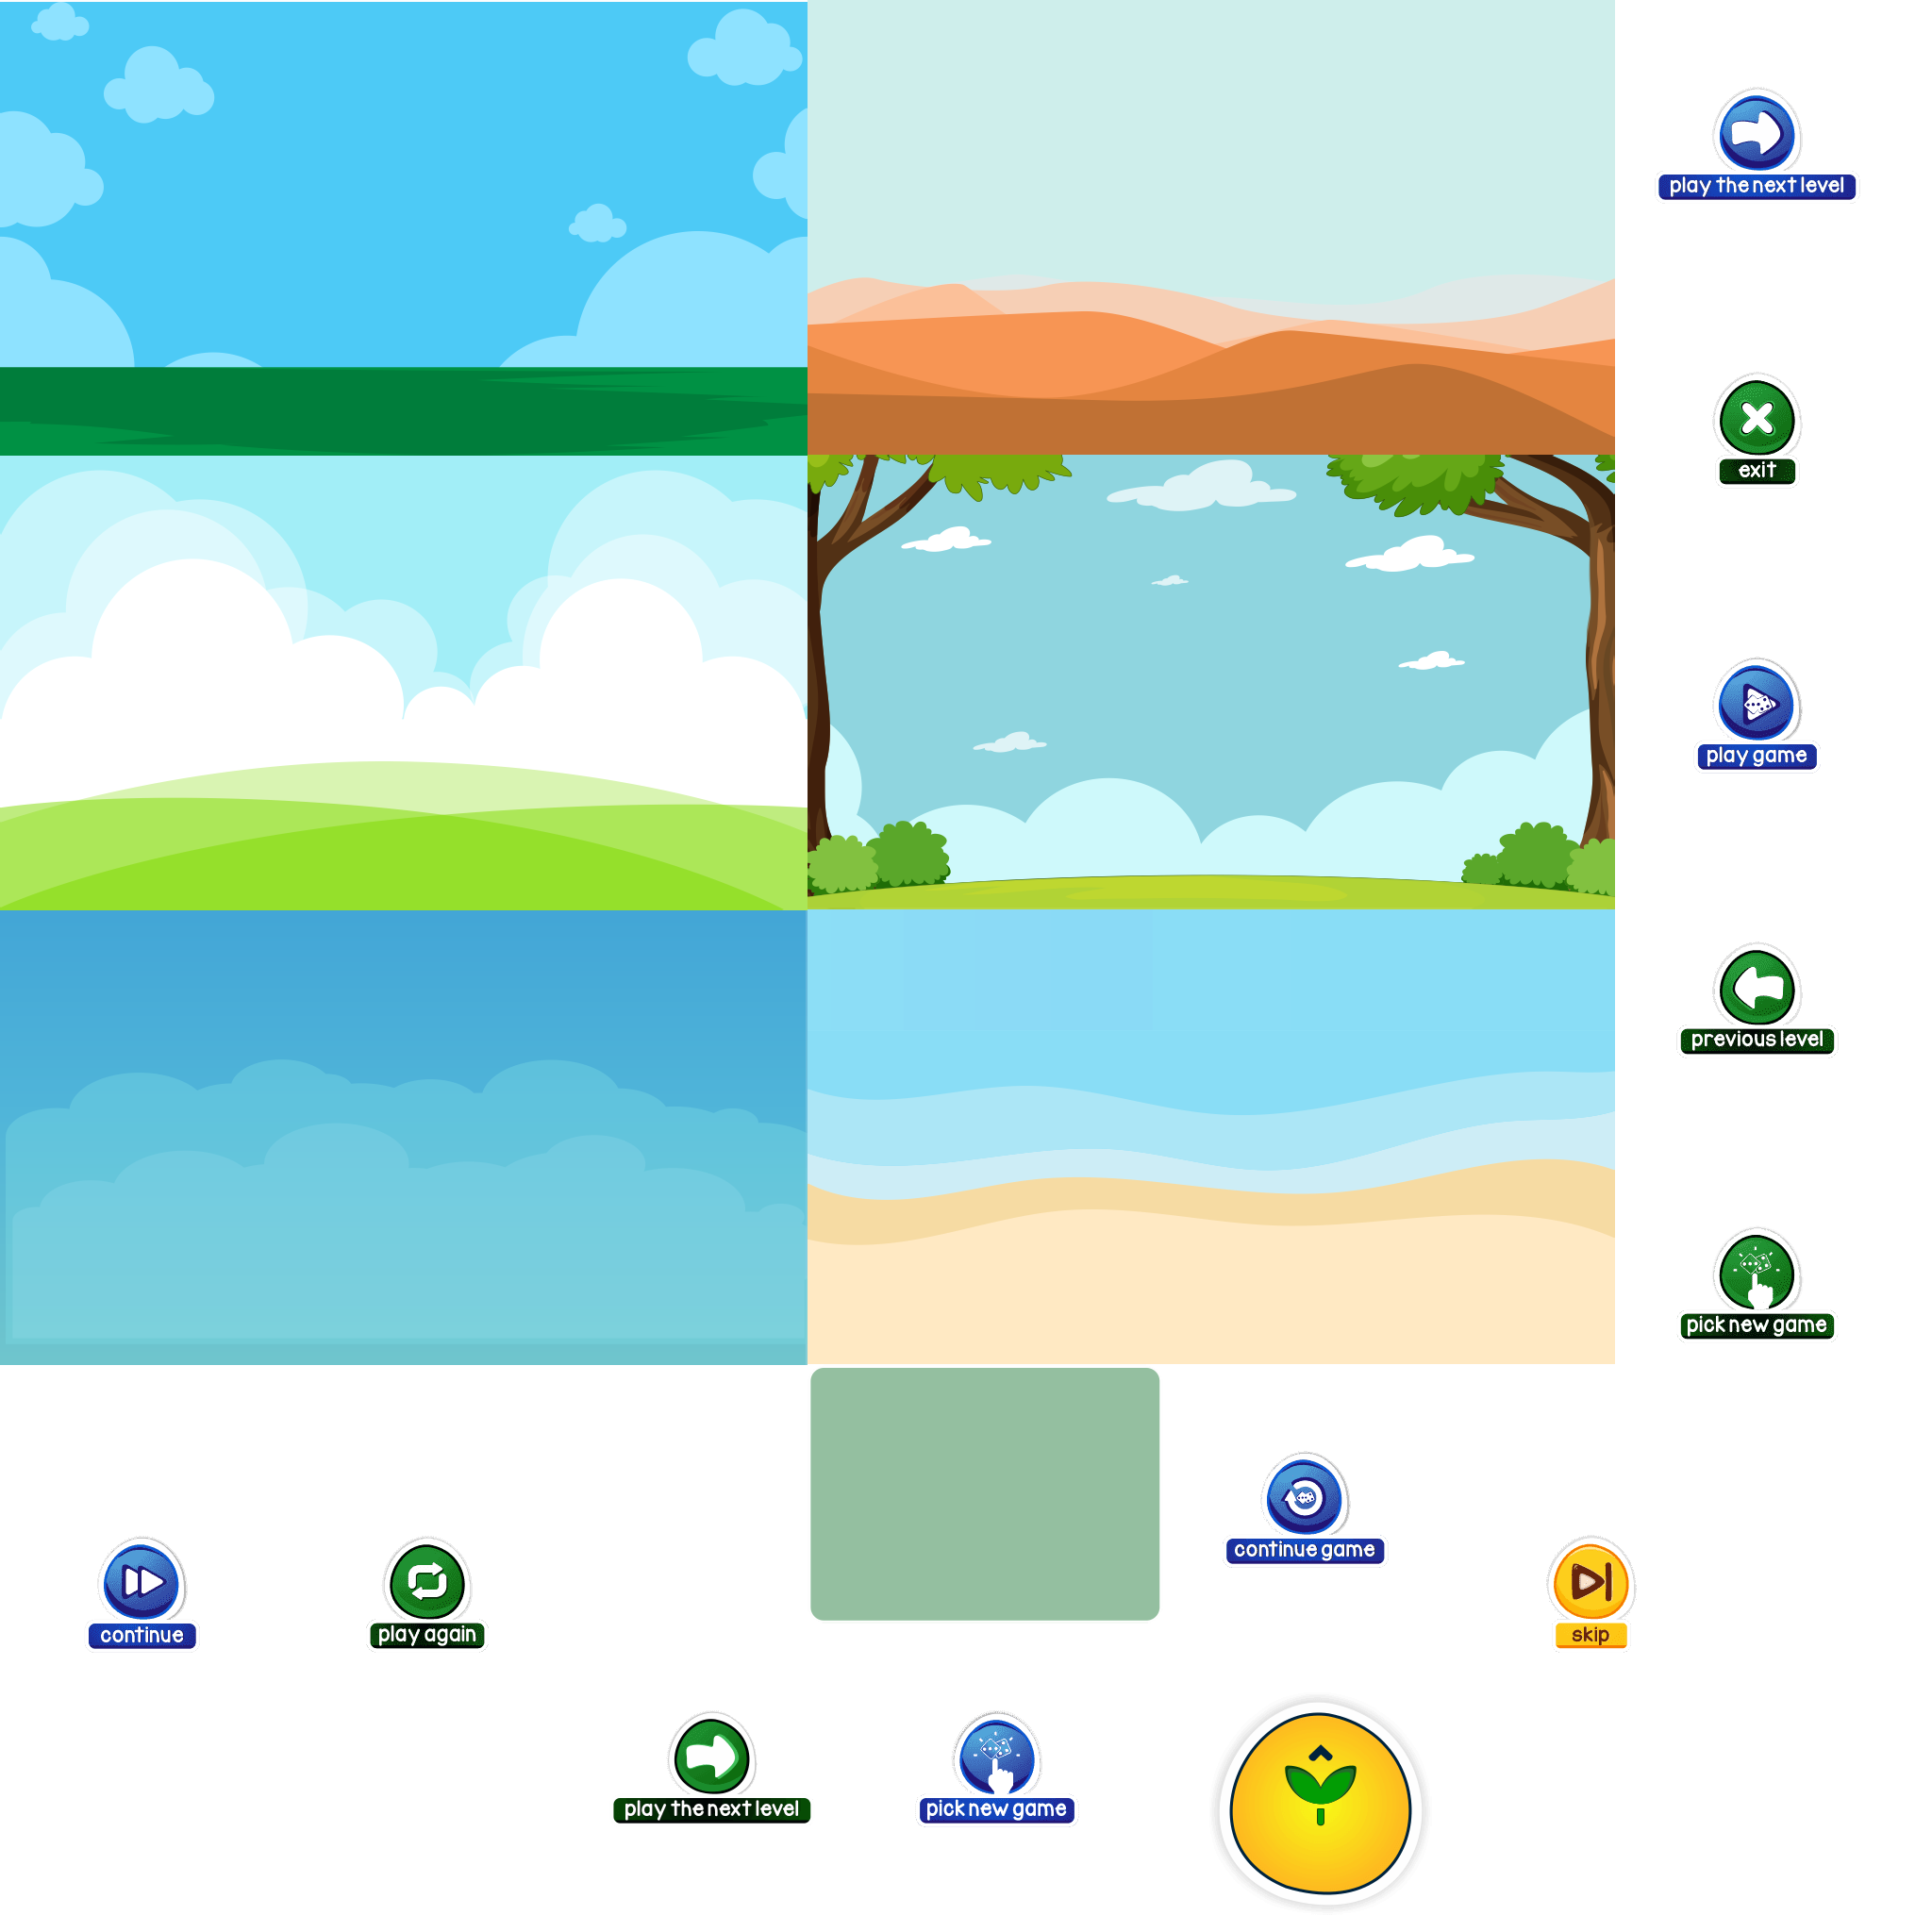 play the next level
exit
play game
previous level
pick new game
continue game
continue
play again
skip
play the next level
pick new game